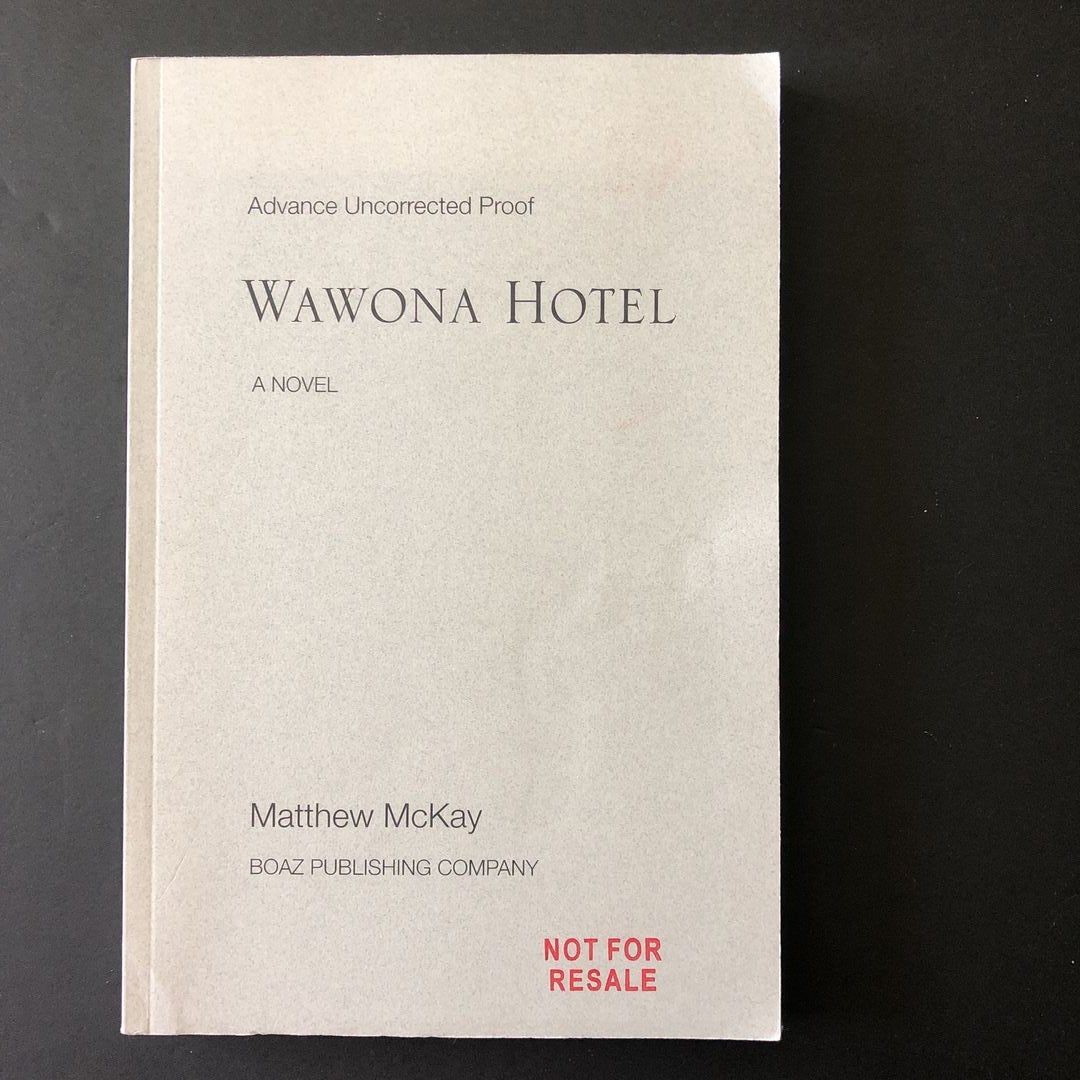 Advance Uncorrected Proof
WAWONA HOTEL
A NOVEL
Matthew McKay
BOAZ PUBLISHING COMPANY
NOT FOR
RESALE